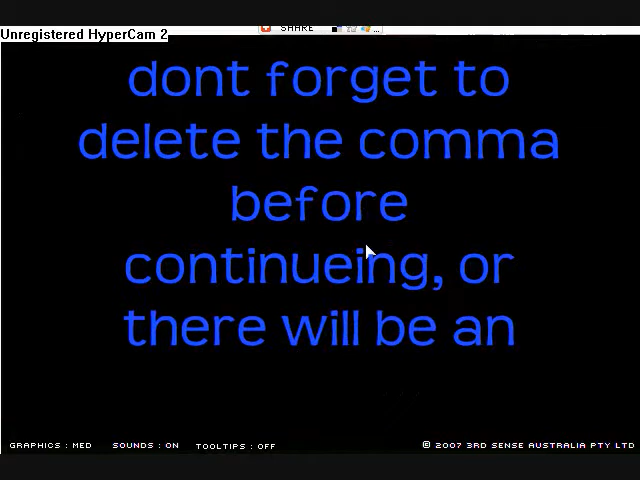 Unregistered HyperCam 2
SHARE
dont forget to
delete the comma
before
continueing, or
there will be an
GRAPHICS : MED SOUNDS : ON TOOLTIPS : OFF © 2007 3RD SENSE AUSTRALIA PTY LTD